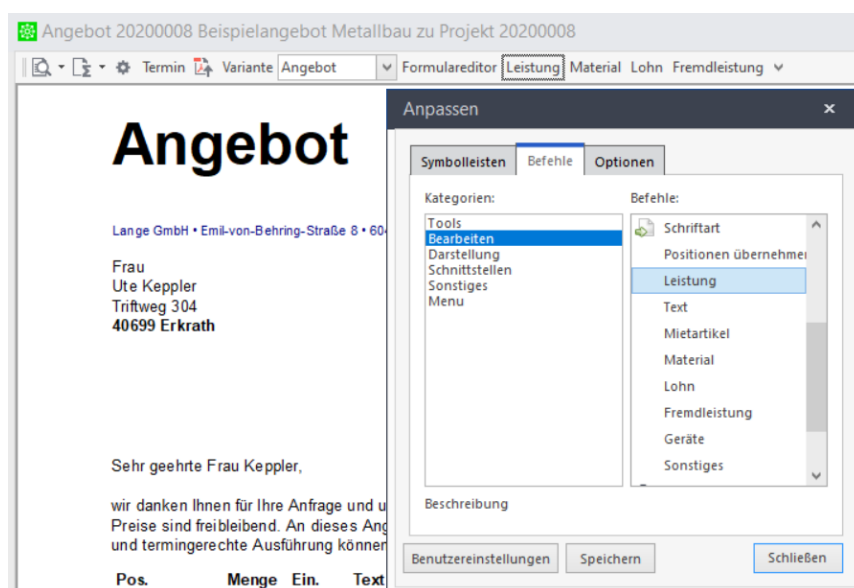 Angebot 20200008 Beispielangebot Metallbau zu Projekt 20200008
Termin Variante Angebot Formulareditor Leistung Material Lohn Fremdleistung
Angebot
Lange GmbH • Emil-von-Behring-Straße 8 • 604
Frau
Ute Keppler
Triftweg 304
40699 Erkrath
Sehr geehrte Frau Keppler,
wir danken Ihnen für Ihre Anfrage und u
Preise sind freibleibend. An dieses Ang
und termingerechte Ausführung können
Pos. Menge Ein. Text
Anpassen
Symbolleisten Befehle Optionen
Kategorien:
Tools
Bearbeiten
Darstellung
Schnittstellen
Sonstiges
Menu
Befehle:
Schriftart
Positionen übernehmen
Leistung
Text
Mietartikel
Material
Lohn
Fremdleistung
Geräte
Sonstiges
Beschreibung
Benutzereinstellungen Speichern Schließen